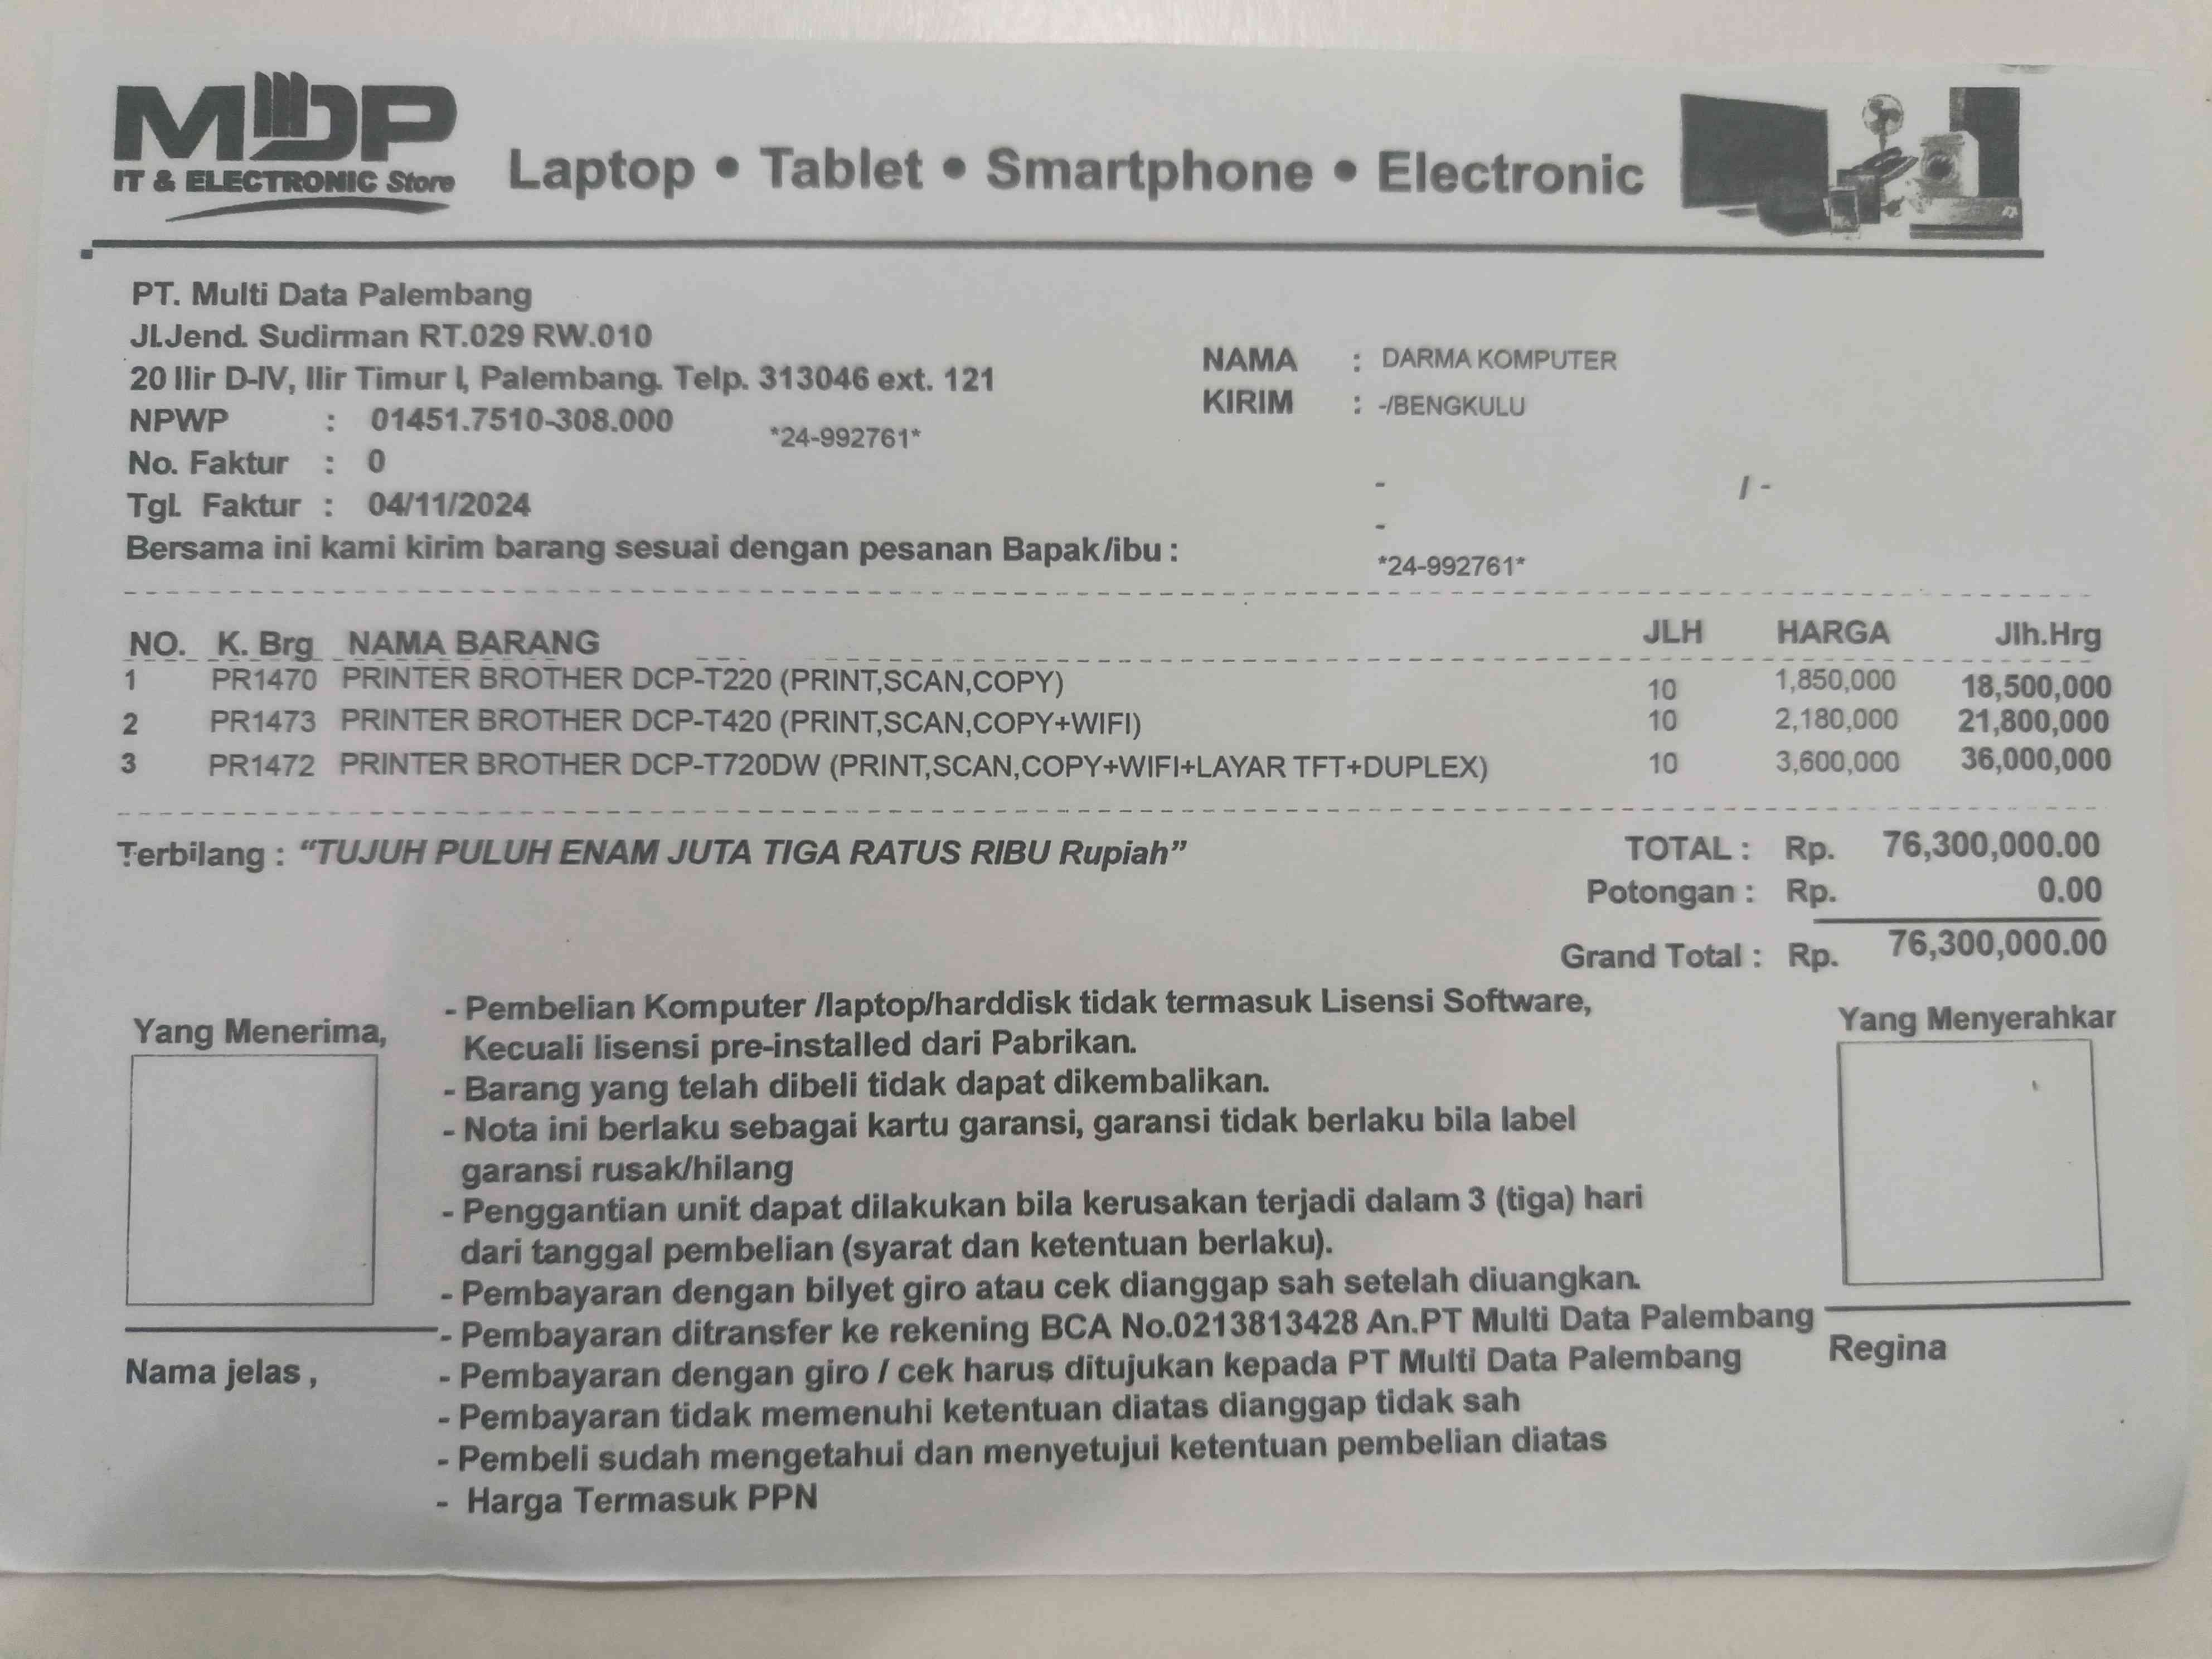 MDP
IT & ELECTRONIC Store
Laptop • Tablet • Smartphone • Electronic
PT. Multi Data Palembang
Jl.Jend. Sudirman RT.029 RW.010
20 Ilir D-IV, Ilir Timur I, Palembang. Telp. 313046 ext. 121
NPWP : 01451.7510-308.000
*24-992761*
No. Faktur : 0
Tgl. Faktur : 04/11/2024
NAMA : DARMA KOMPUTER
KIRIM : -/BENGKULU
- / -
-
Bersama ini kami kirim barang sesuai dengan pesanan Bapak/ibu :
*24-992761*
NO. K. Brg NAMA BARANG JLH HARGA Jlh.Hrg
1 PR1470 PRINTER BROTHER DCP-T220 (PRINT,SCAN,COPY) 10 1,850,000 18,500,000
2 PR1473 PRINTER BROTHER DCP-T420 (PRINT,SCAN,COPY+WIFI) 10 2,180,000 21,800,000
3 PR1472 PRINTER BROTHER DCP-T720DW (PRINT,SCAN,COPY+WIFI+LAYAR TFT+DUPLEX) 10 3,600,000 36,000,000
Terbilang : “TUJUH PULUH ENAM JUTA TIGA RATUS RIBU Rupiah”
TOTAL : Rp. 76,300,000.00
Potongan : Rp. 0.00
Grand Total : Rp. 76,300,000.00
Yang Menerima,
- Pembelian Komputer /laptop/harddisk tidak termasuk Lisensi Software,
Kecuali lisensi pre-installed dari Pabrikan.
- Barang yang telah dibeli tidak dapat dikembalikan.
- Nota ini berlaku sebagai kartu garansi, garansi tidak berlaku bila label
garansi rusak/hilang
- Penggantian unit dapat dilakukan bila kerusakan terjadi dalam 3 (tiga) hari
dari tanggal pembelian (syarat dan ketentuan berlaku).
- Pembayaran dengan bilyet giro atau cek dianggap sah setelah diuangkan.
- Pembayaran ditransfer ke rekening BCA No.0213813428 An.PT Multi Data Palembang
- Pembayaran dengan giro / cek harus ditujukan kepada PT Multi Data Palembang
- Pembayaran tidak memenuhi ketentuan diatas dianggap tidak sah
- Pembeli sudah mengetahui dan menyetujui ketentuan pembelian diatas
- Harga Termasuk PPN
Nama jelas ,
Yang Menyerahkar
Regina